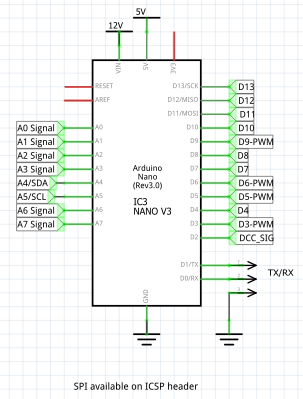 5V
12V
VIN
5V
3V3
RESET
AREF
D13/SCK
D12/MISO
D11/MOSI
D13
D12
D11
A0 Signal
A1 Signal
A2 Signal
A3 Signal
A4/SDA
A5/SCL
A6 Signal
A7 Signal
A0
A1
A2
A3
A4
A5
A6
A7
Arduino
Nano
(Rev3.0)
IC3
NANO V3
D10
D9
D8
D7
D6
D5
D4
D3
D2
D10
D9-PWM
D8
D7
D6-PWM
D5-PWM
D4
D3-PWM
DCC_SIG
D1/TX
D0/RX
TX/RX
GND
SPI available on ICSP header